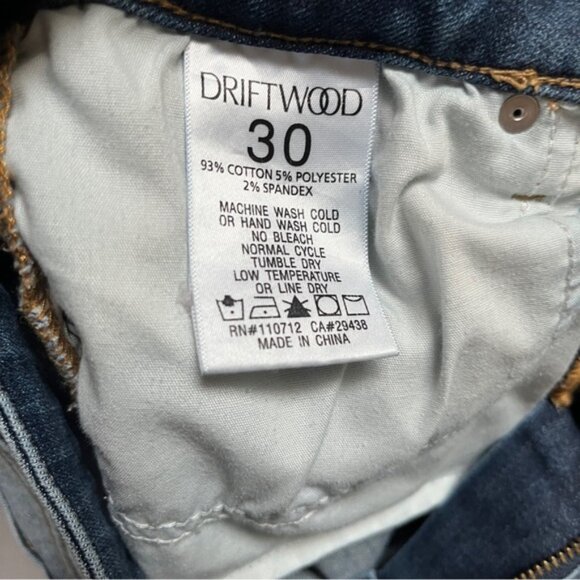 DRIFTWOOD
30
93% COTTON 5% POLYESTER
2% SPANDEX
MACHINE WASH COLD
OR HAND WASH COLD
NO BLEACH
NORMAL CYCLE
TUMBLE DRY
LOW TEMPERATURE
OR LINE DRY
RN#110712 CA#29438
MADE IN CHINA